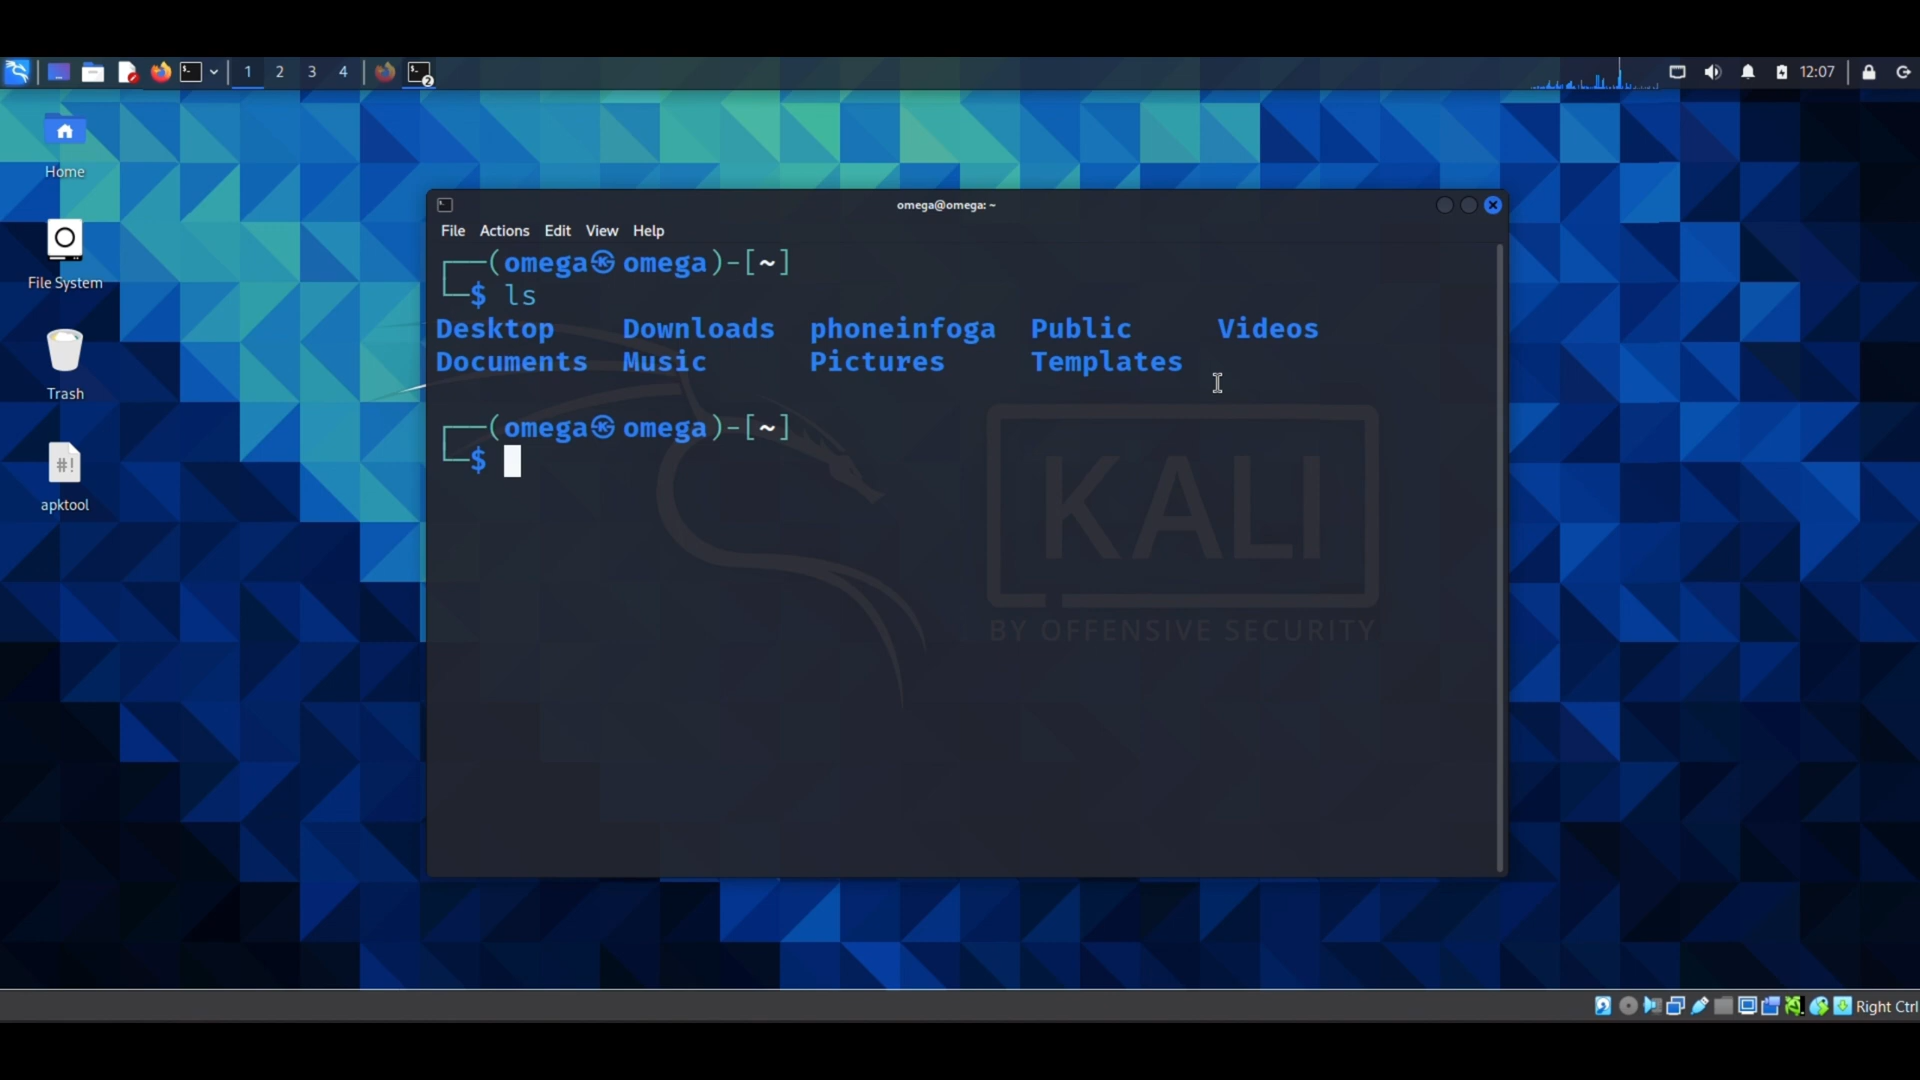 1 2 3 4 12:07
Home
File System
Trash
#!
apktool
omega@omega: ~
File Actions Edit View Help
┌──(omega㉿omega)-[~]
└─$ ls
Desktop Downloads phoneinfoga Public Videos
Documents Music Pictures Templates
┌──(omega㉿omega)-[~]
└─$
KALI
BY OFFENSIVE SECURITY
Right Ctrl